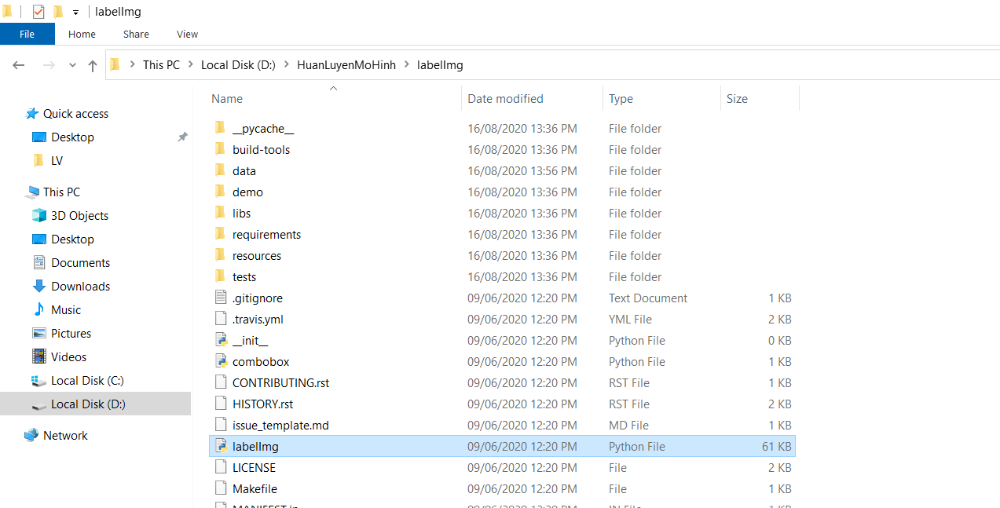 labelImg
File Home Share View
This PC Local Disk (D:) HuanLuyenMoHinh labelImg
Name Date modified Type Size
Quick access
Desktop
LV
This PC
3D Objects
Desktop
Documents
Downloads
Music
Pictures
Videos
Local Disk (C:)
Local Disk (D:)
Network
__pycache__ 16/08/2020 13:36 PM File folder
build-tools 16/08/2020 13:36 PM File folder
data 16/08/2020 13:56 PM File folder
demo 16/08/2020 13:36 PM File folder
libs 16/08/2020 13:36 PM File folder
requirements 16/08/2020 13:36 PM File folder
resources 16/08/2020 13:36 PM File folder
tests 16/08/2020 13:36 PM File folder
.gitignore 09/06/2020 12:20 PM Text Document 1 KB
.travis.yml 09/06/2020 12:20 PM YML File 2 KB
__init__ 09/06/2020 12:20 PM Python File 0 KB
combobox 09/06/2020 12:20 PM Python File 1 KB
CONTRIBUTING.rst 09/06/2020 12:20 PM RST File 1 KB
HISTORY.rst 09/06/2020 12:20 PM RST File 2 KB
issue_template.md 09/06/2020 12:20 PM MD File 1 KB
labelImg 09/06/2020 12:20 PM Python File 61 KB
LICENSE 09/06/2020 12:20 PM File 2 KB
Makefile 09/06/2020 12:20 PM File 1 KB